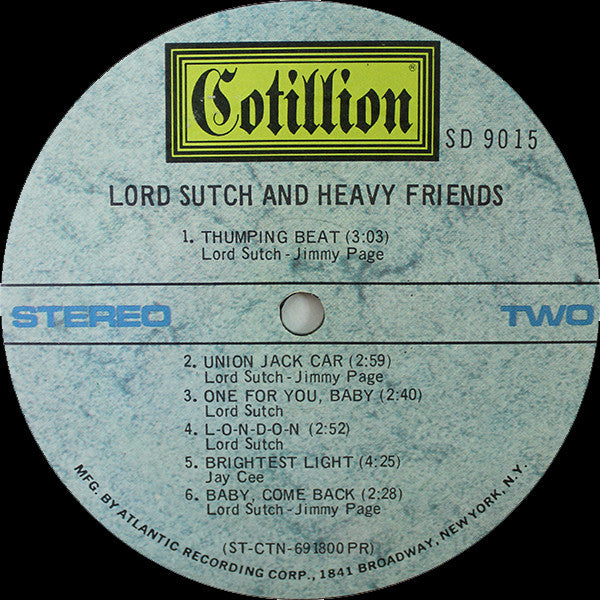 Cotillion®
SD 9015
LORD SUTCH AND HEAVY FRIENDS
1. THUMPING BEAT (3:03)
Lord Sutch - Jimmy Page
STEREO TWO
2. UNION JACK CAR (2:59)
Lord Sutch - Jimmy Page
3. ONE FOR YOU, BABY (2:40)
Lord Sutch
4. L-O-N-D-O-N (2:52)
Lord Sutch
5. BRIGHTEST LIGHT (4:25)
Jay Cee
6. BABY, COME BACK (2:28)
Lord Sutch - Jimmy Page
(ST-CTN-691800 PR)
MFG. BY ATLANTIC RECORDING CORP., 1841 BROADWAY, NEW YORK, N.Y.